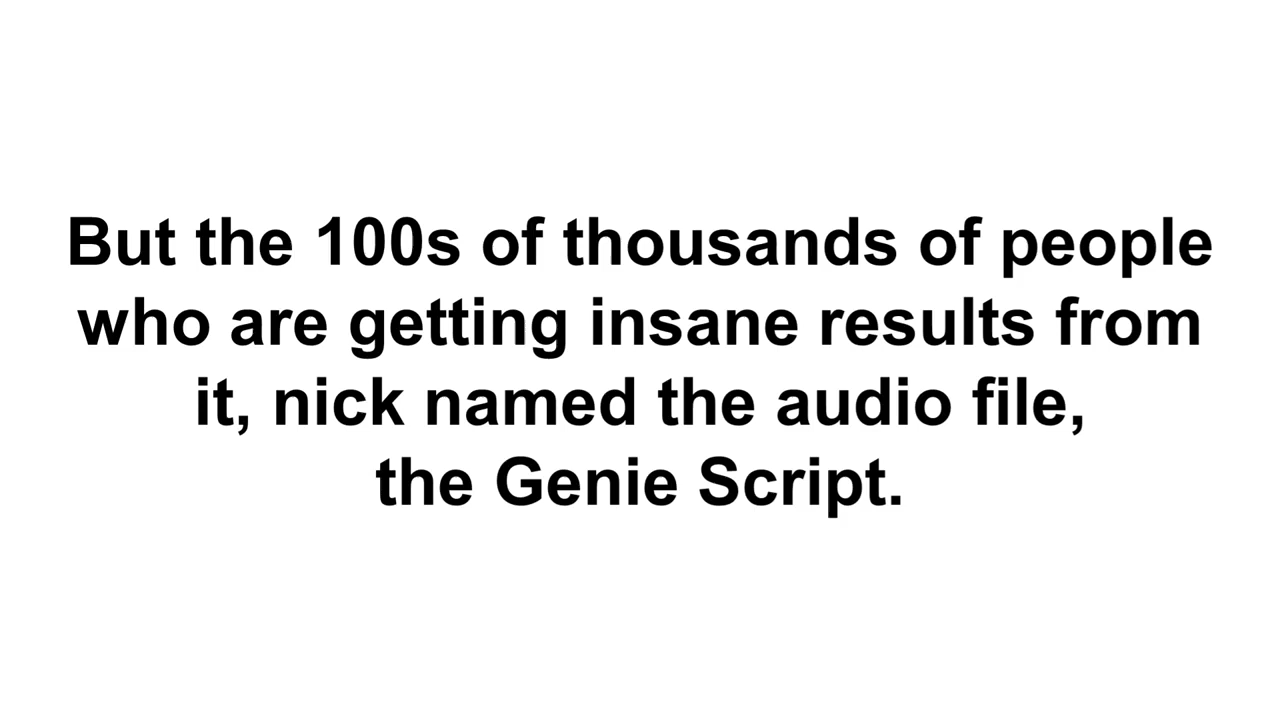 But the 100s of thousands of people
who are getting insane results from
it, nick named the audio file,
the Genie Script.